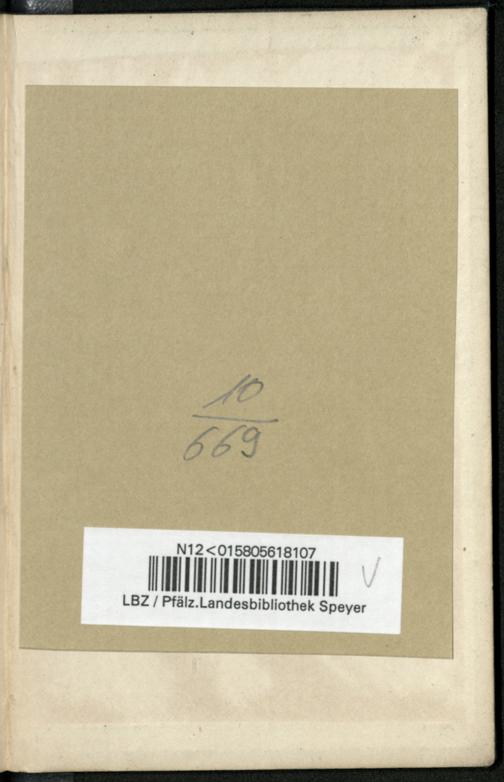 10
669
N12<015805618107
V
LBZ / Pfälz.Landesbibliothek Speyer